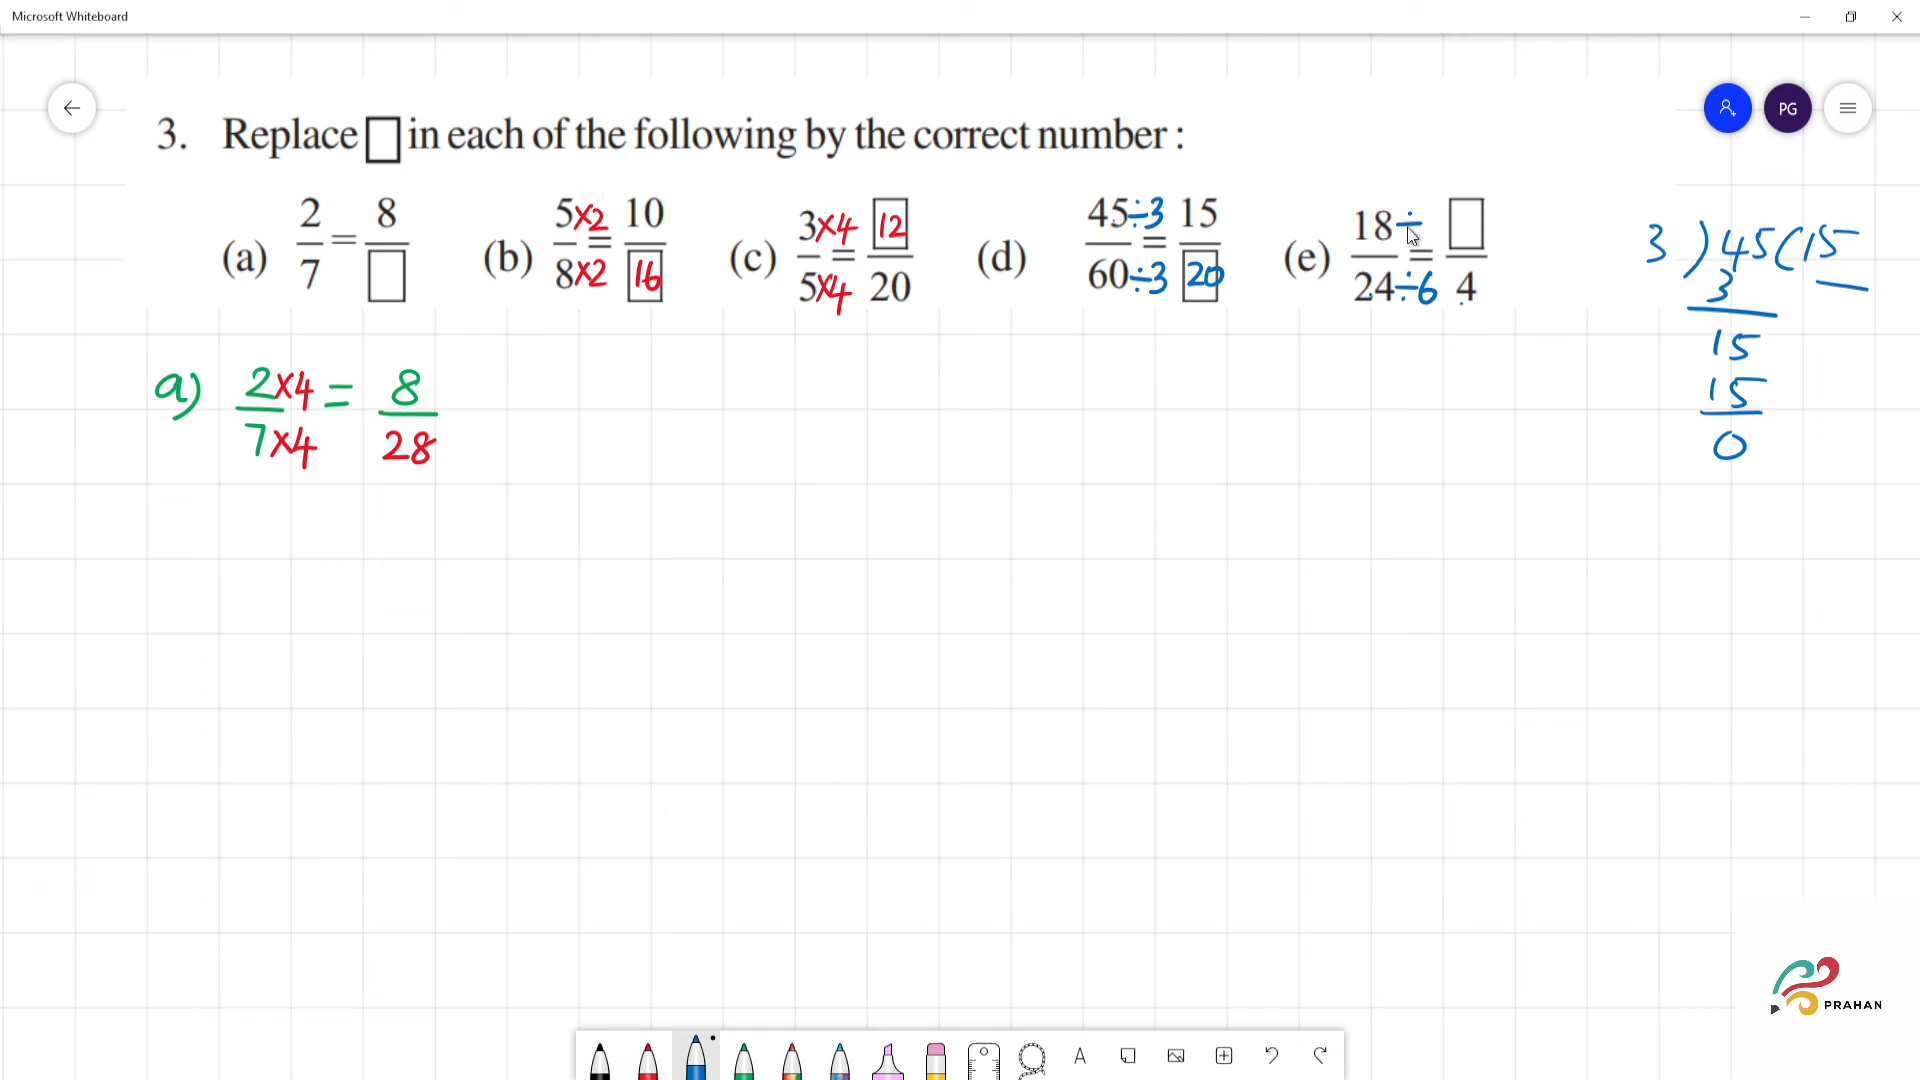 Microsoft Whiteboard
PG
3. Replace □ in each of the following by the correct number :
(a) 2/7 = 8/□ (b) 5×2/8×2 = 10/16 (c) 3×4/5×4 = 12/20 (d) 45÷3/60÷3 = 15/20 (e) 18÷/24÷6 = □/4
3 ) 45 ( 15
3
15
15
0
a) 2×4/7×4 = 8/28
PRAHAN
A